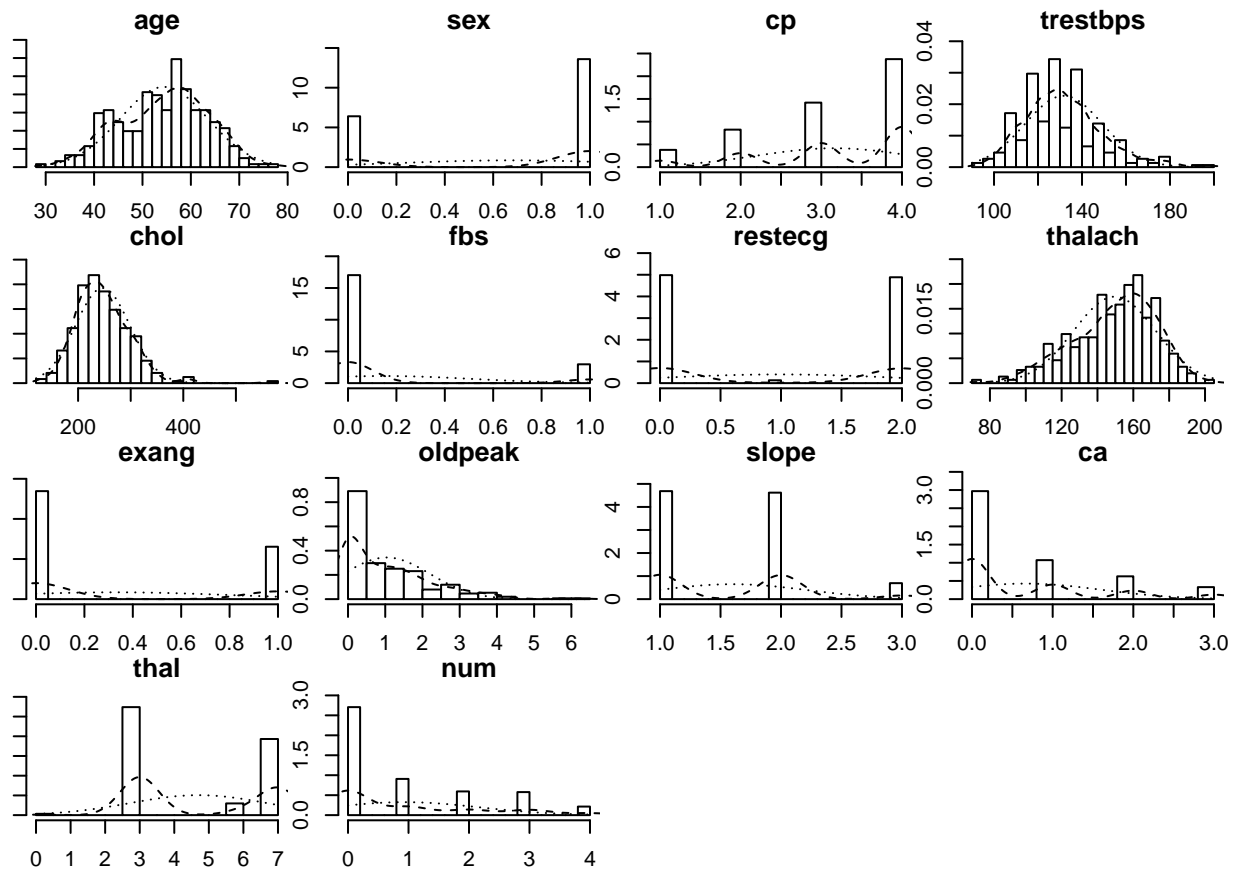 age
10
5
0
30 40 50 60 70 80
sex
0.0 0.2 0.4 0.6 0.8 1.0
cp
1.5
0.0
1.0 2.0 3.0 4.0
trestbps
0.04
0.02
0.00
100 140 180
chol
200 400
fbs
15
5
0
0.0 0.2 0.4 0.6 0.8 1.0
restecg
6
4
2
0
0.0 0.5 1.0 1.5 2.0
thalach
0.015
0.000
80 120 160 200
exang
0.0 0.2 0.4 0.6 0.8 1.0
oldpeak
0.8
0.4
0.0
0 1 2 3 4 5 6
slope
4
2
0
1.0 1.5 2.0 2.5 3.0
ca
3.0
1.5
0.0
0.0 1.0 2.0 3.0
thal
0 1 2 3 4 5 6 7
num
3.0
1.5
0.0
0 1 2 3 4